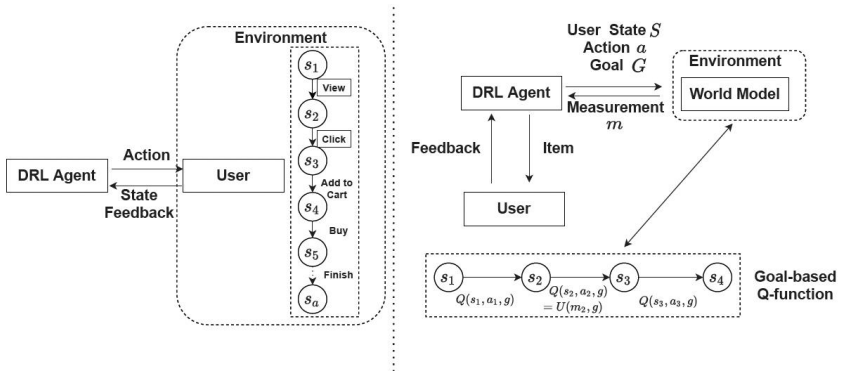 Environment
s1
View
s2
Click
s3
Add to
Cart
s4
Buy
s5
Finish
sa
DRL Agent
Action
State
Feedback
User
User State S
Action a
Goal G
DRL Agent
Measurement
m
Environment
World Model
Feedback
Item
User
s1
Q(s1, a1, g)
s2
Q(s2, a2, g)
= U(m2, g)
s3
Q(s3, a3, g)
s4
Goal-based
Q-function